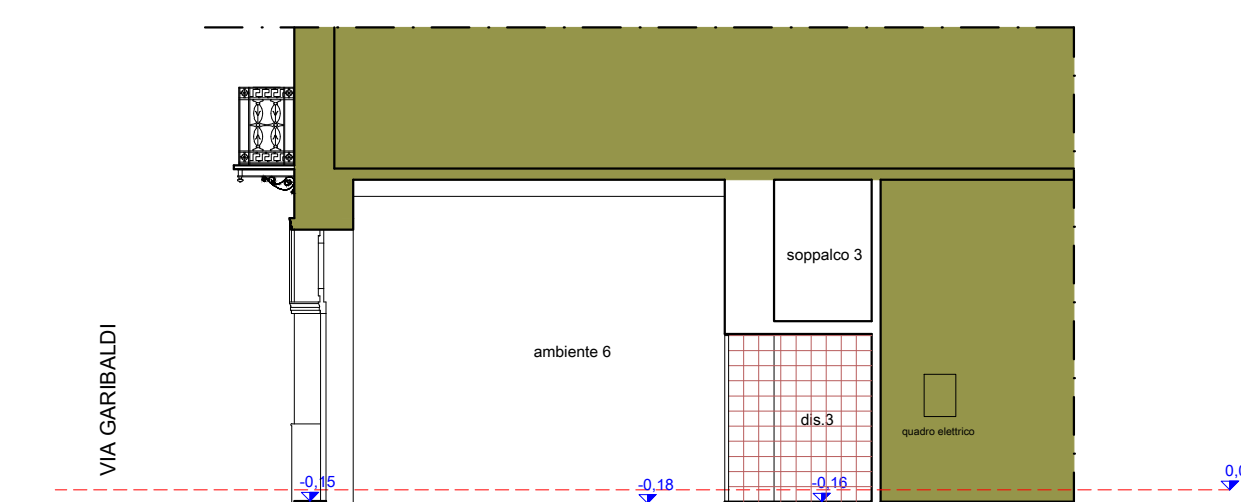 soppalco 3
VIA GARIBALDI
ambiente 6
dis.3
quadro elettrico
-0,15
-0,18
-0,16